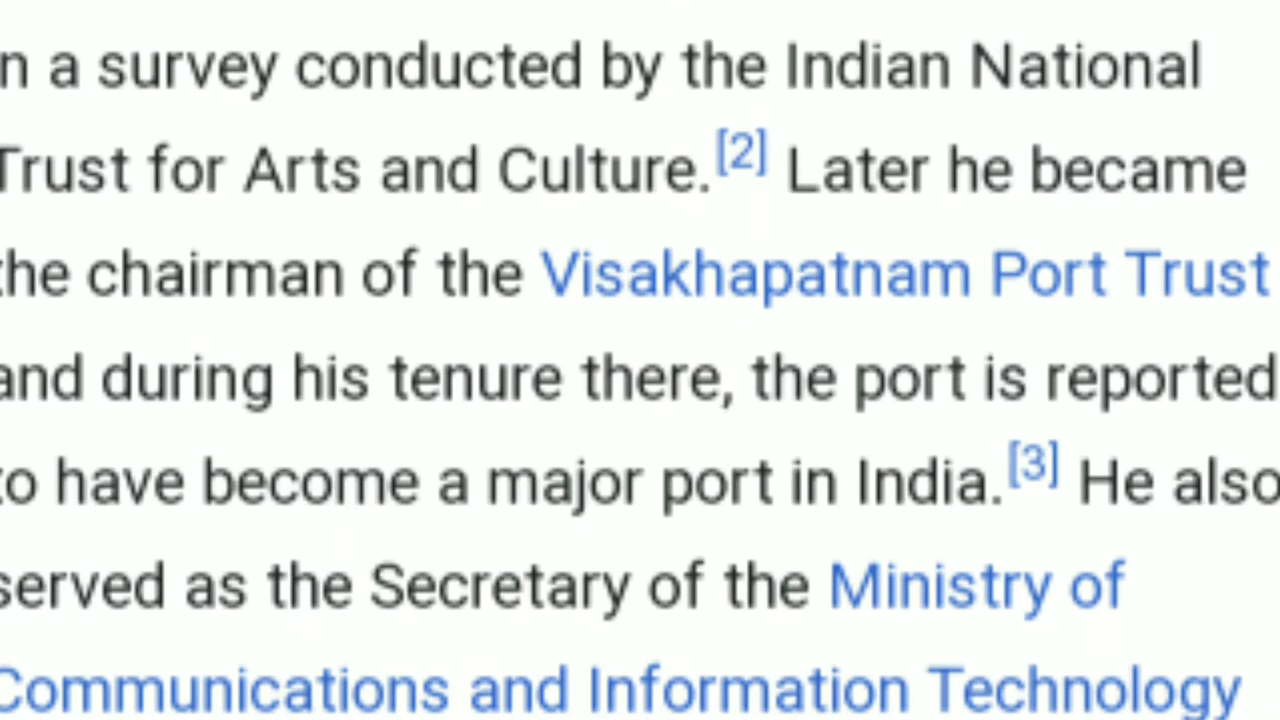 n a survey conducted by the Indian National
Trust for Arts and Culture.[2] Later he became
the chairman of the Visakhapatnam Port Trust
and during his tenure there, the port is reported
to have become a major port in India.[3] He also
served as the Secretary of the Ministry of
Communications and Information Technology